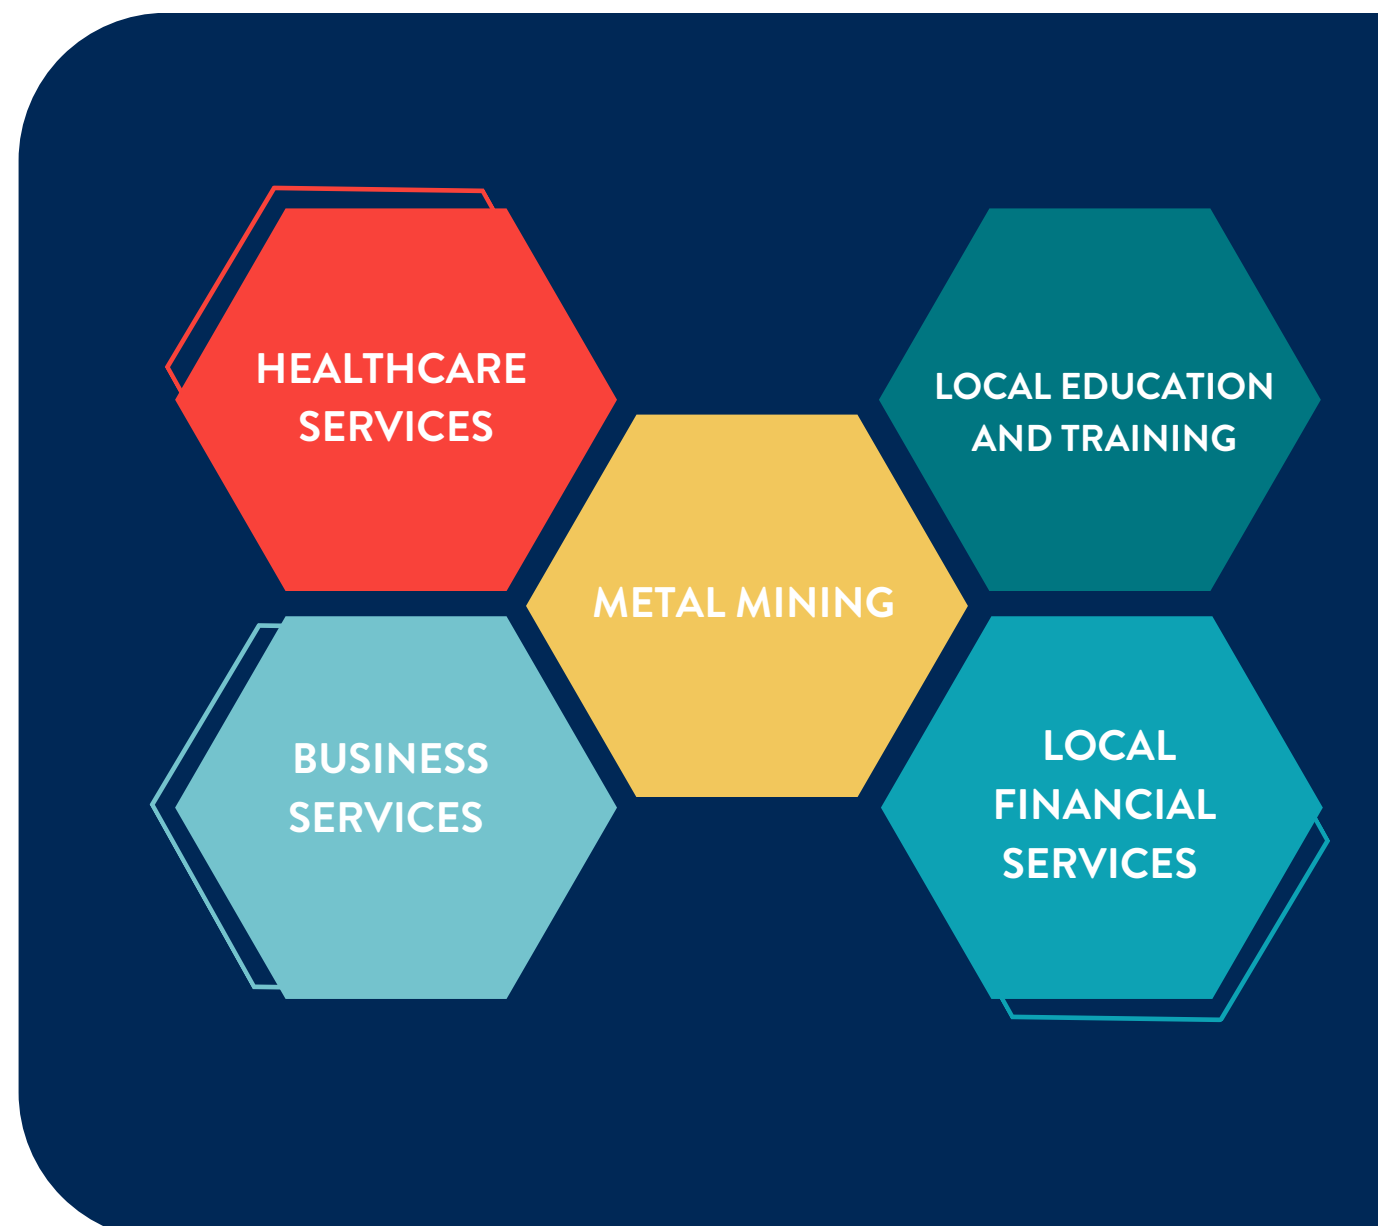 HEALTHCARE
SERVICES
LOCAL EDUCATION
AND TRAINING
METAL MINING
BUSINESS
SERVICES
LOCAL
FINANCIAL
SERVICES